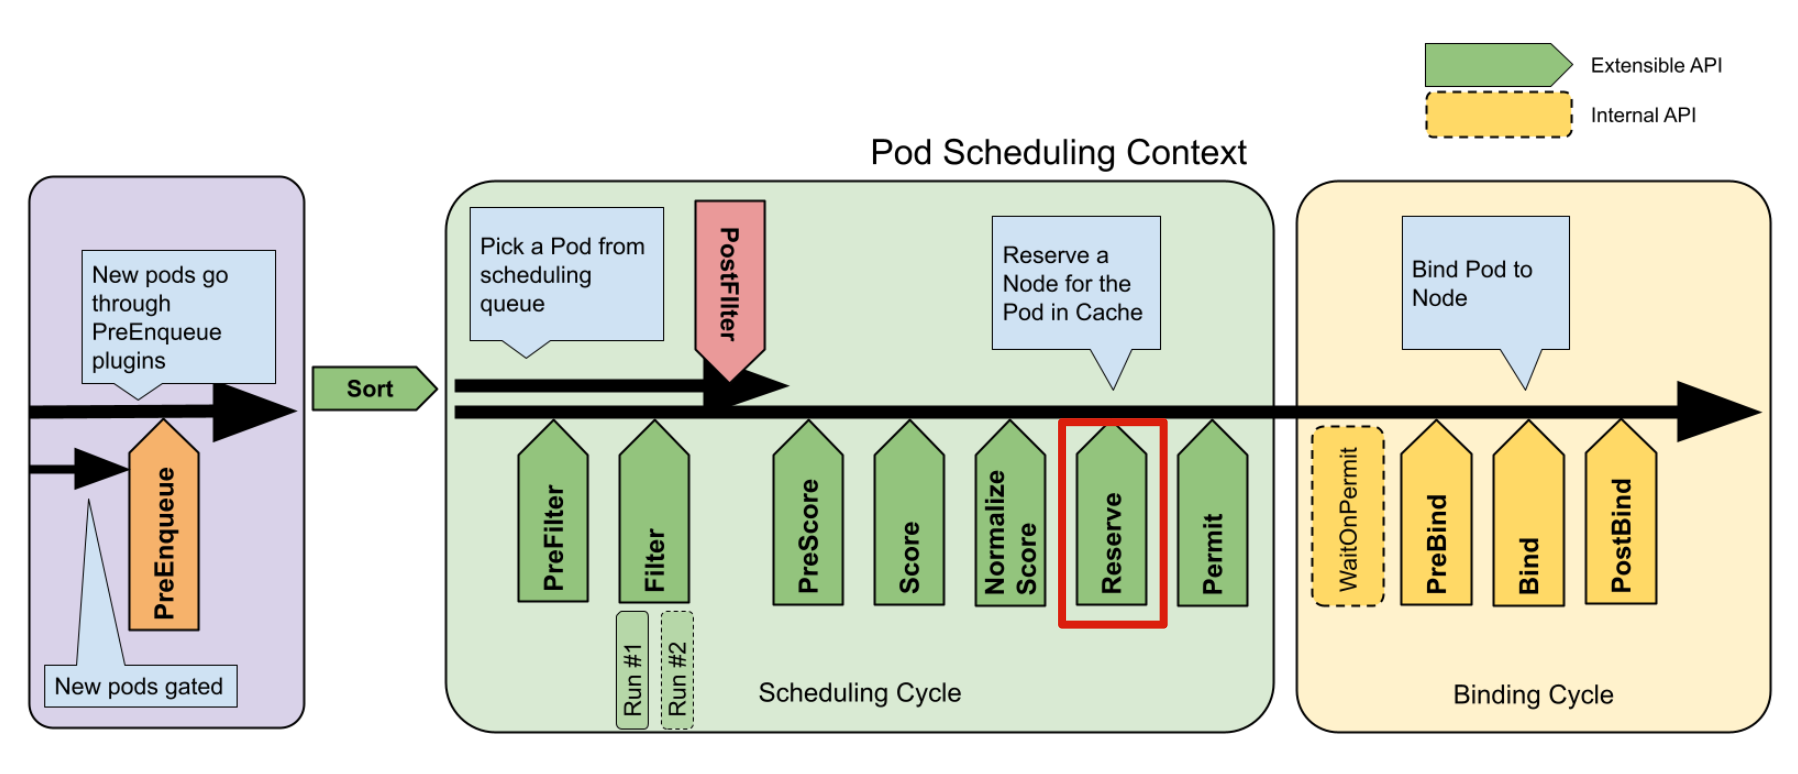 Extensible API
Internal API
Pod Scheduling Context
New pods go
through
PreEnqueue
plugins
PreEnqueue
New pods gated
Sort
Pick a Pod from
scheduling
queue
PostFIlter
Reserve a
Node for the
Pod in Cache
PreFilter
Filter
Run #1
Run #2
PreScore
Score
Normalize
Score
Reserve
Permit
Scheduling Cycle
Bind Pod to
Node
WaitOnPermit
PreBind
Bind
PostBind
Binding Cycle